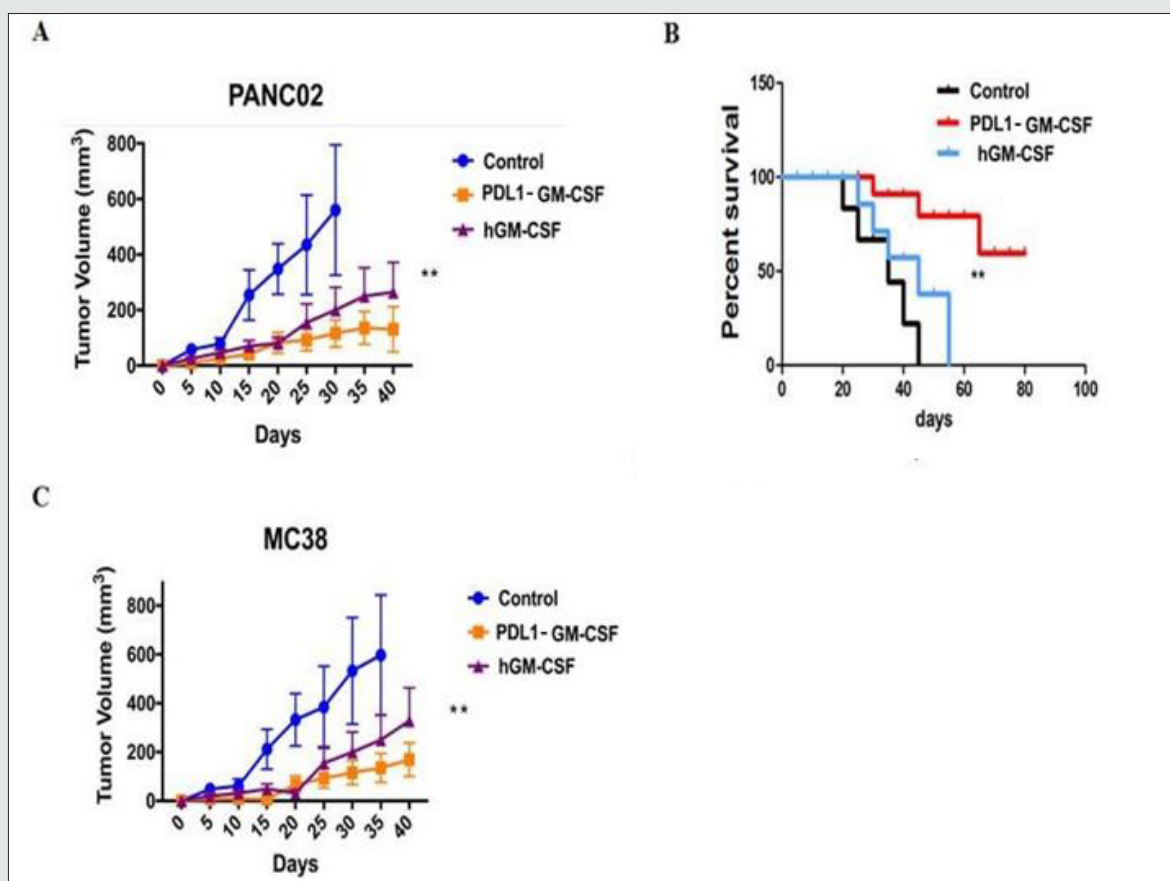 A
PANC02
Tumor Volume (mm³)
800
600
400
200
0
0 5 10 15 20 25 30 35 40
Days
Control
PDL1- GM-CSF
hGM-CSF
**
B
Percent survival
150
100
50
0
0 20 40 60 80 100
days
Control
PDL1- GM-CSF
hGM-CSF
**
C
MC38
Tumor Volume (mm³)
800
600
400
200
0
0 5 10 15 20 25 30 35 40
Days
Control
PDL1- GM-CSF
hGM-CSF
**